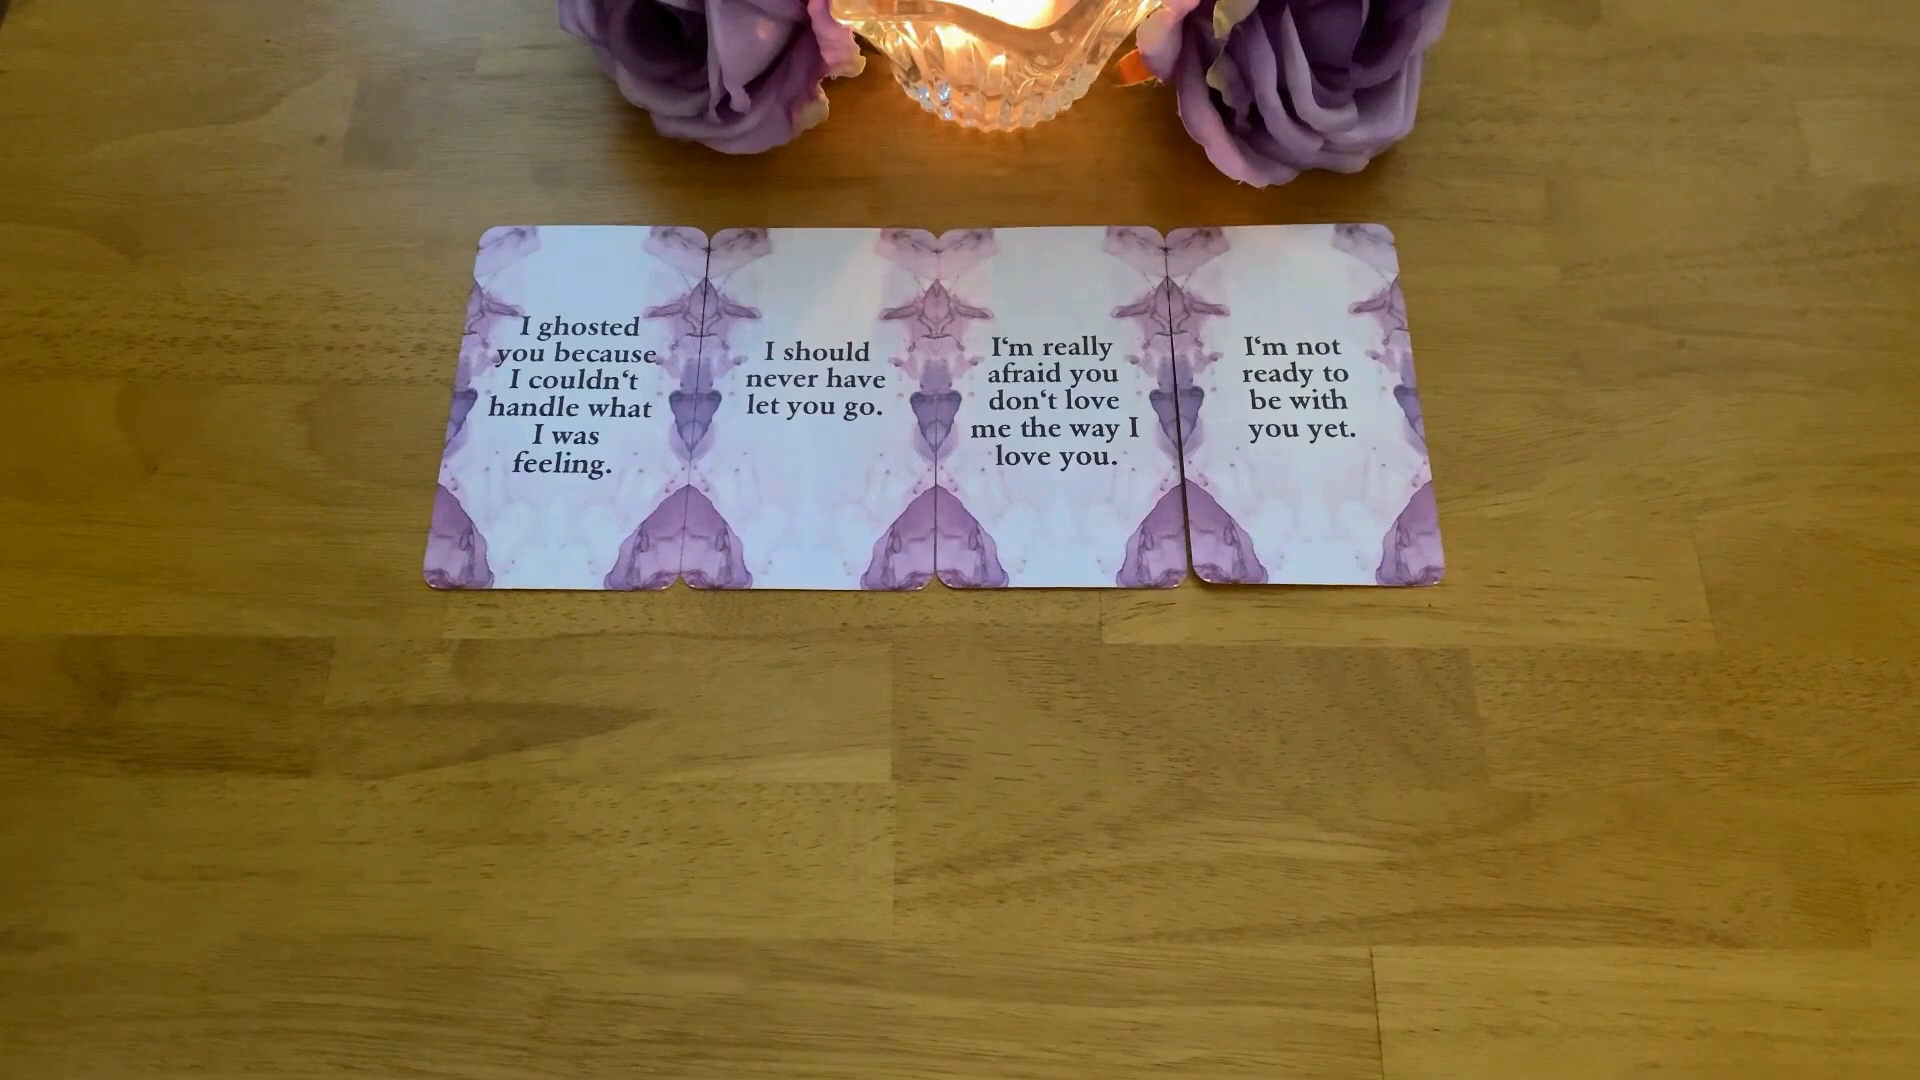 I ghosted
you because
I couldn‘t
handle what
I was
feeling.
I should
never have
let you go.
I‘m really
afraid you
don‘t love
me the way I
love you.
I‘m not
ready to
be with
you yet.